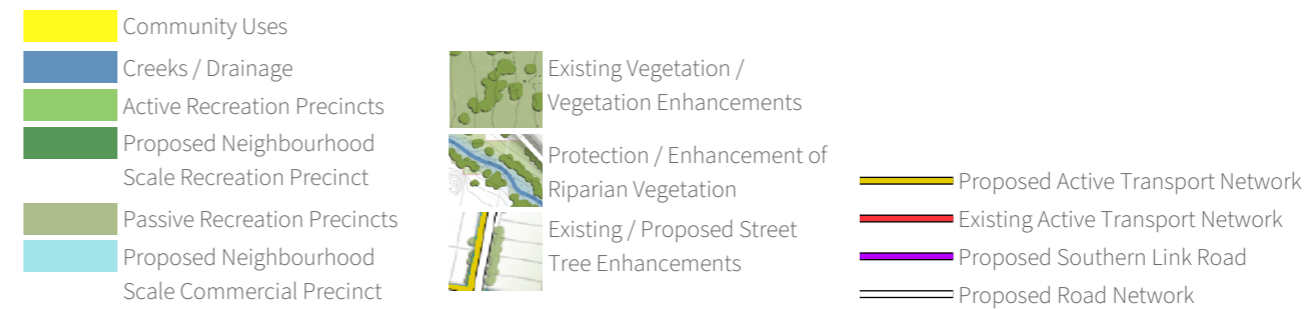 Community Uses
Creeks / Drainage
Active Recreation Precincts
Proposed Neighbourhood
Scale Recreation Precinct
Passive Recreation Precincts
Proposed Neighbourhood
Scale Commercial Precinct
Existing Vegetation /
Vegetation Enhancements
Protection / Enhancement of
Riparian Vegetation
Existing / Proposed Street
Tree Enhancements
Proposed Active Transport Network
Existing Active Transport Network
Proposed Southern Link Road
Proposed Road Network